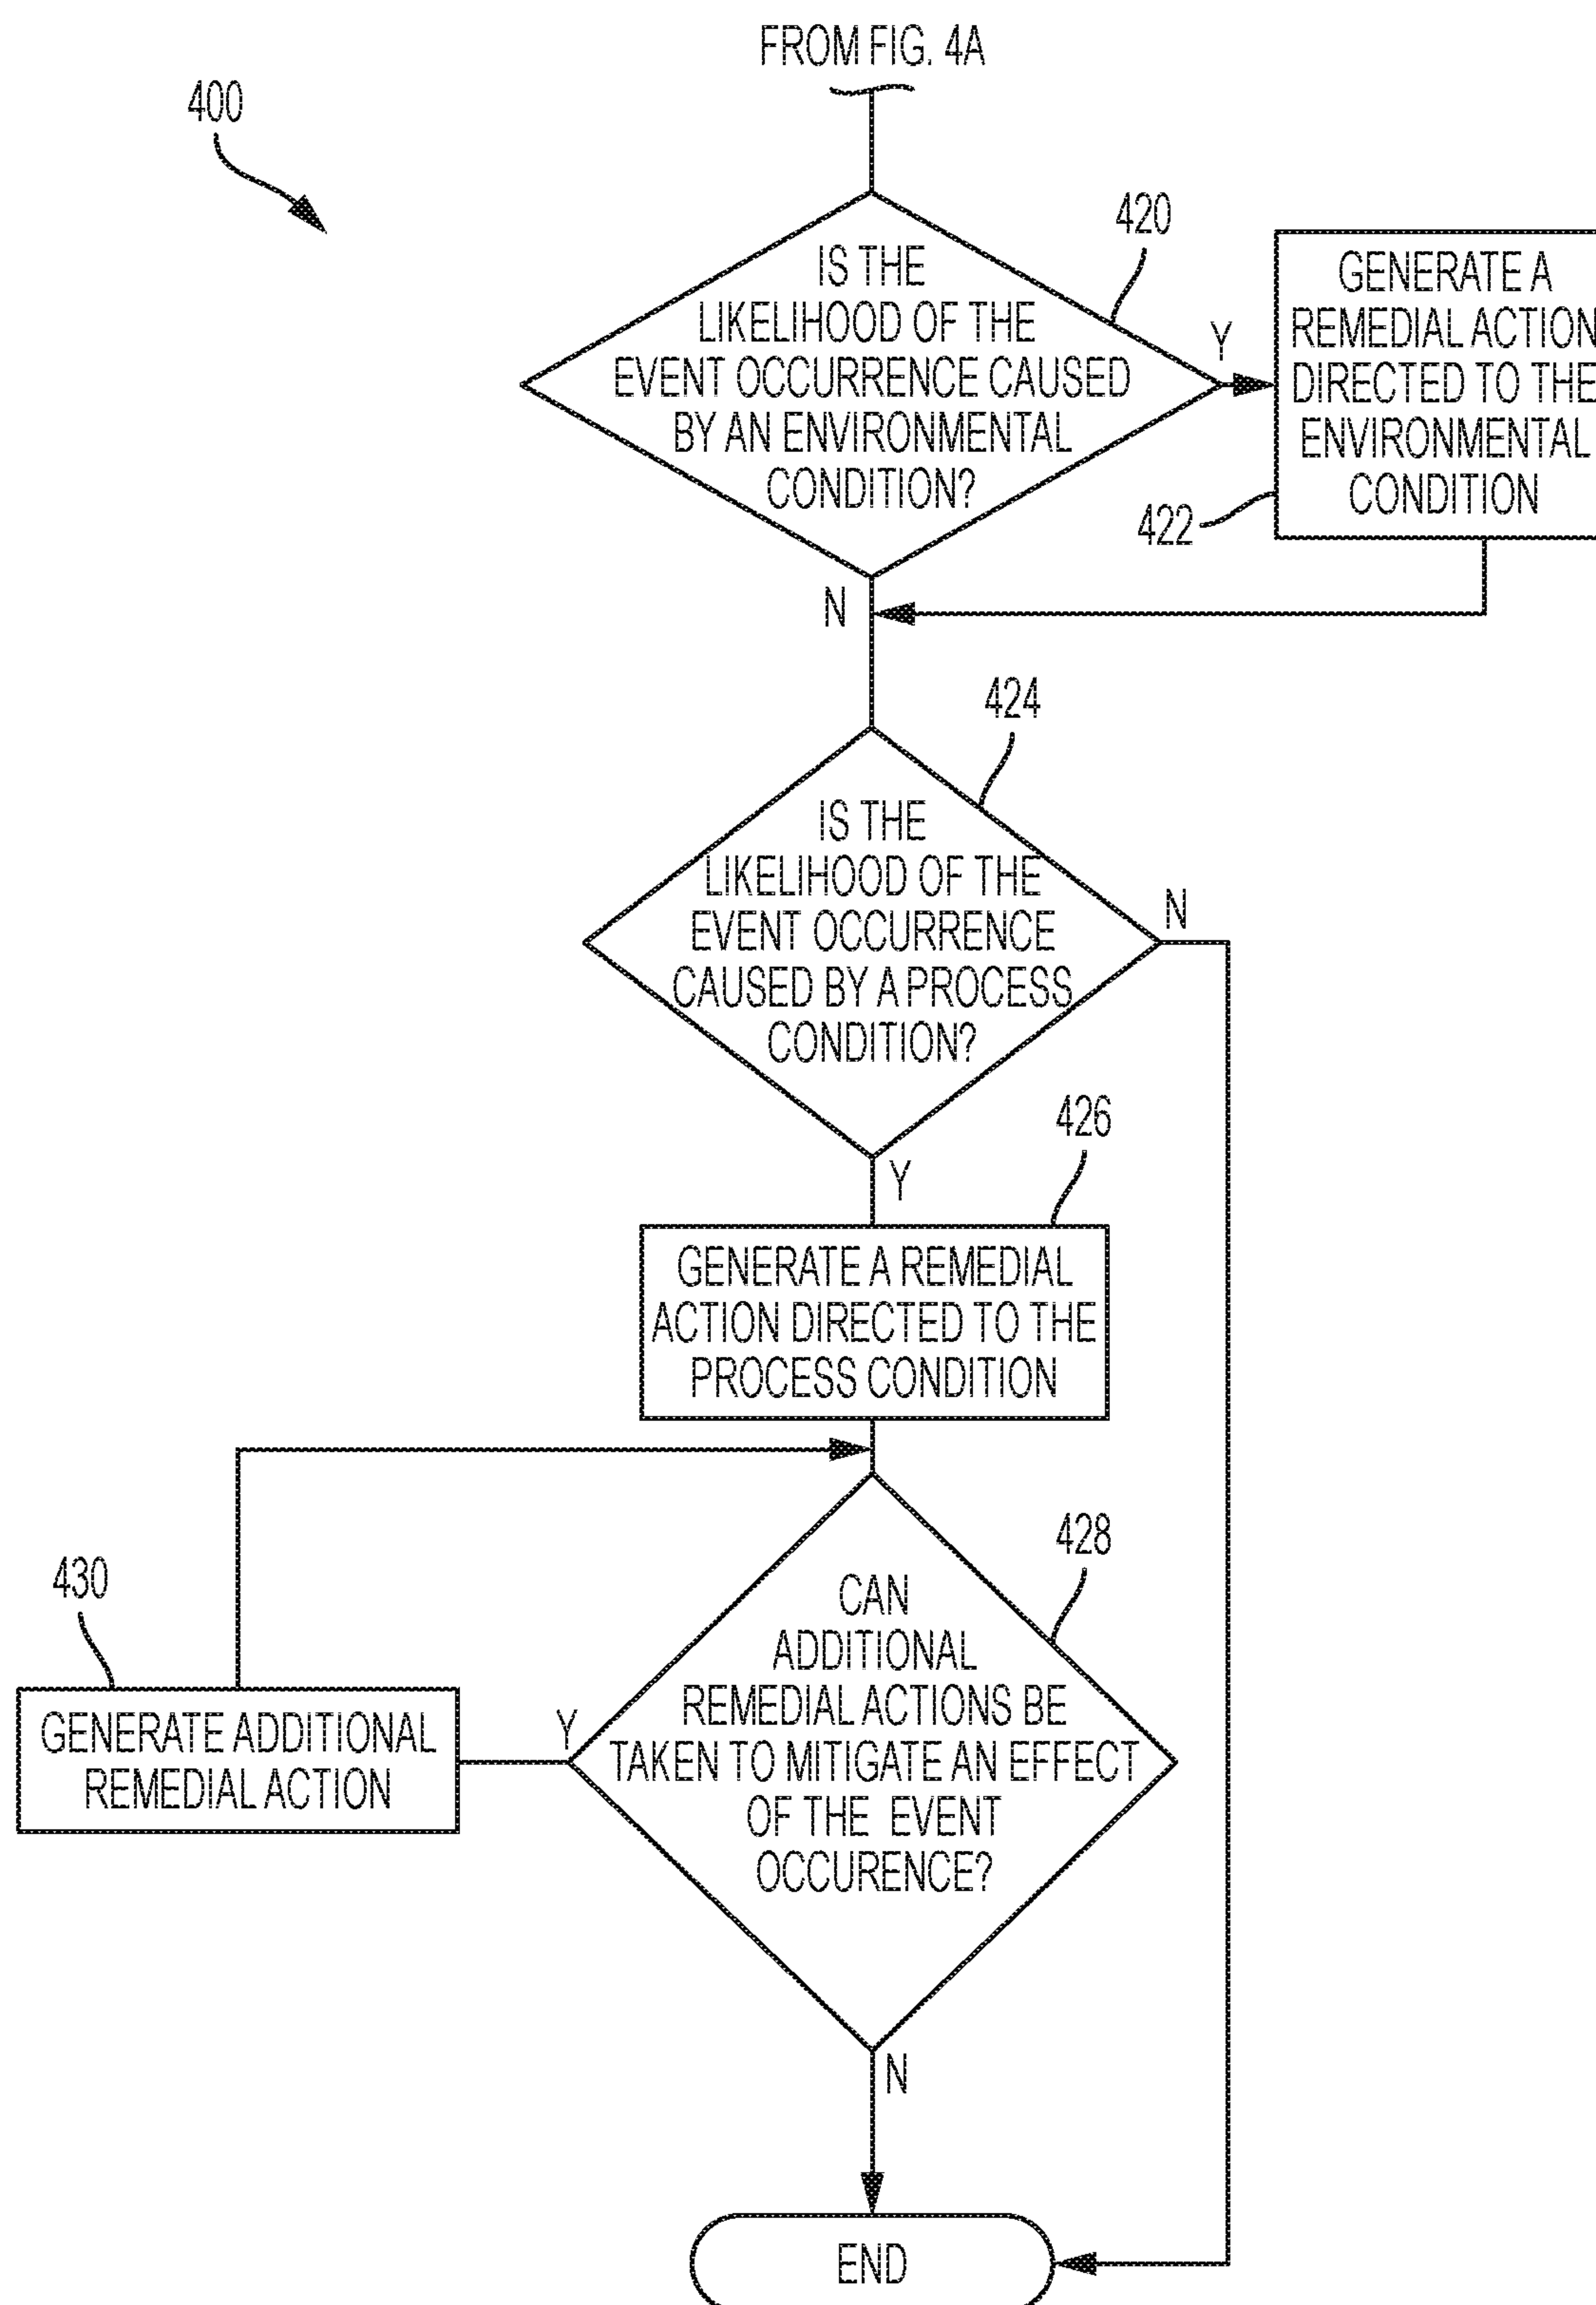 FROM FIG. 4A
400
420
IS THE
LIKELIHOOD OF THE
EVENT OCCURRENCE CAUSED
BY AN ENVIRONMENTAL
CONDITION?
Y
GENERATE A
REMEDIAL ACTION
DIRECTED TO THE
ENVIRONMENTAL
CONDITION
422
N
424
IS THE
LIKELIHOOD OF THE
EVENT OCCURRENCE
CAUSED BY A PROCESS
CONDITION?
N
Y
426
GENERATE A REMEDIAL
ACTION DIRECTED TO THE
PROCESS CONDITION
428
CAN
ADDITIONAL
REMEDIAL ACTIONS BE
TAKEN TO MITIGATE AN EFFECT
OF THE EVENT
OCCURENCE?
Y
430
GENERATE ADDITIONAL
REMEDIAL ACTION
N
END